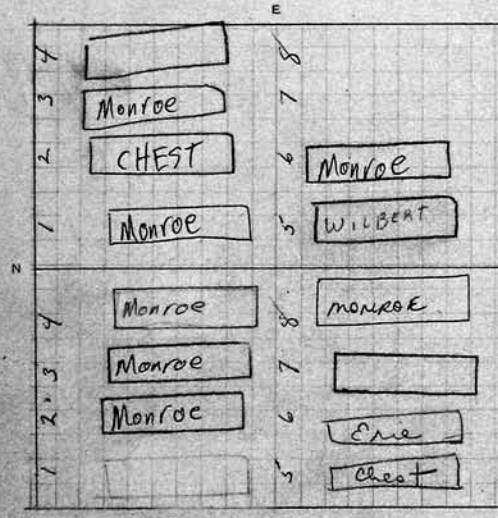 E
4 8
3 Monroe 7
2 CHEST 6 Monroe
1 Monroe 5 WILBERT
N
4 Monroe 8 MONROE
3 Monroe 7
2 Monroe 6 Erie
1 5 Chest